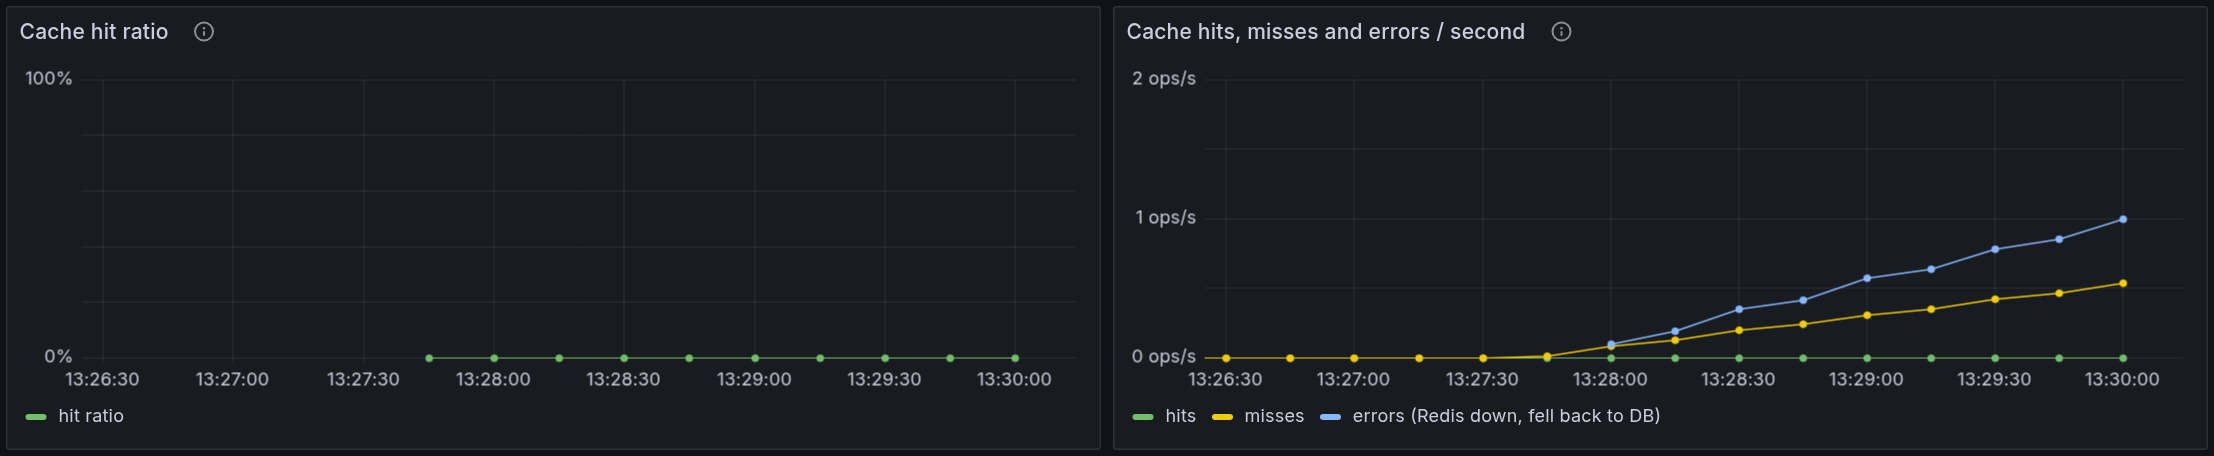 Cache hit ratio
100%
0%
13:26:30 13:27:00 13:27:30 13:28:00 13:28:30 13:29:00 13:29:30 13:30:00
hit ratio
Cache hits, misses and errors / second
2 ops/s
1 ops/s
0 ops/s
13:26:30 13:27:00 13:27:30 13:28:00 13:28:30 13:29:00 13:29:30 13:30:00
hits misses errors (Redis down, fell back to DB)